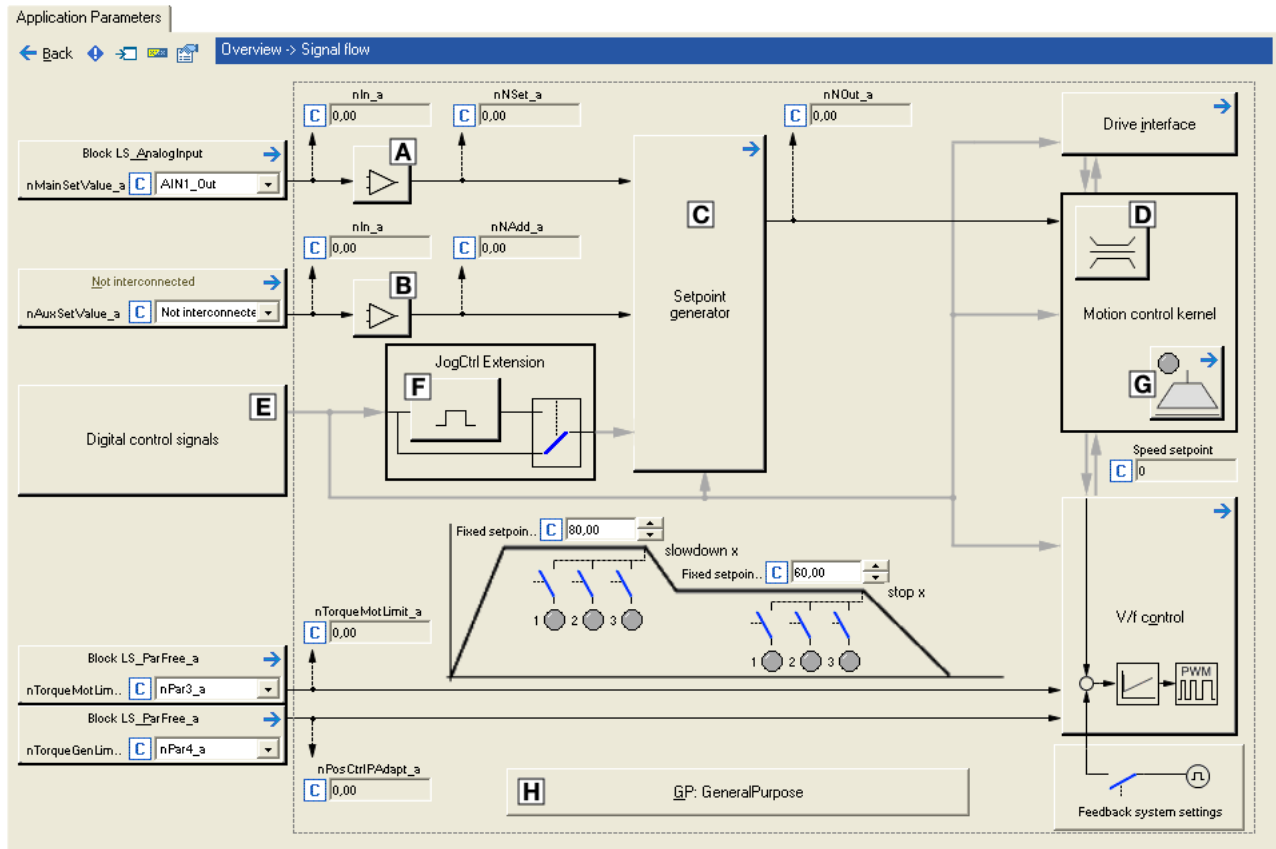 Application Parameters
Back
Overview -> Signal flow
nIn_a
C 0,00
nNSet_a
C 0,00
nNOut_a
C 0,00
Block LS_AnalogInput
nMainSetValue_a C AIN1_Out
A
Drive interface
C
nIn_a
C 0,00
nNAdd_a
C 0,00
D
Not interconnected
nAuxSetValue_a C Not interconnecte
B
Setpoint
generator
Motion control kernel
JogCtrl Extension
F
G
E
Digital control signals
Speed setpoint
C 0
Fixed setpoin.. C 80,00
slowdown x
Fixed setpoin.. C 60,00
stop x
1 2 3
1 2 3
V/f control
PWM
nTorqueMotLimit_a
C 0,00
Block LS_ParFree_a
nTorqueMotLim.. C nPar3_a
Block LS_ParFree_a
nTorqueGenLim.. C nPar4_a
nPosCtrlPAdapt_a
C 0,00
H
GP: GeneralPurpose
Feedback system settings